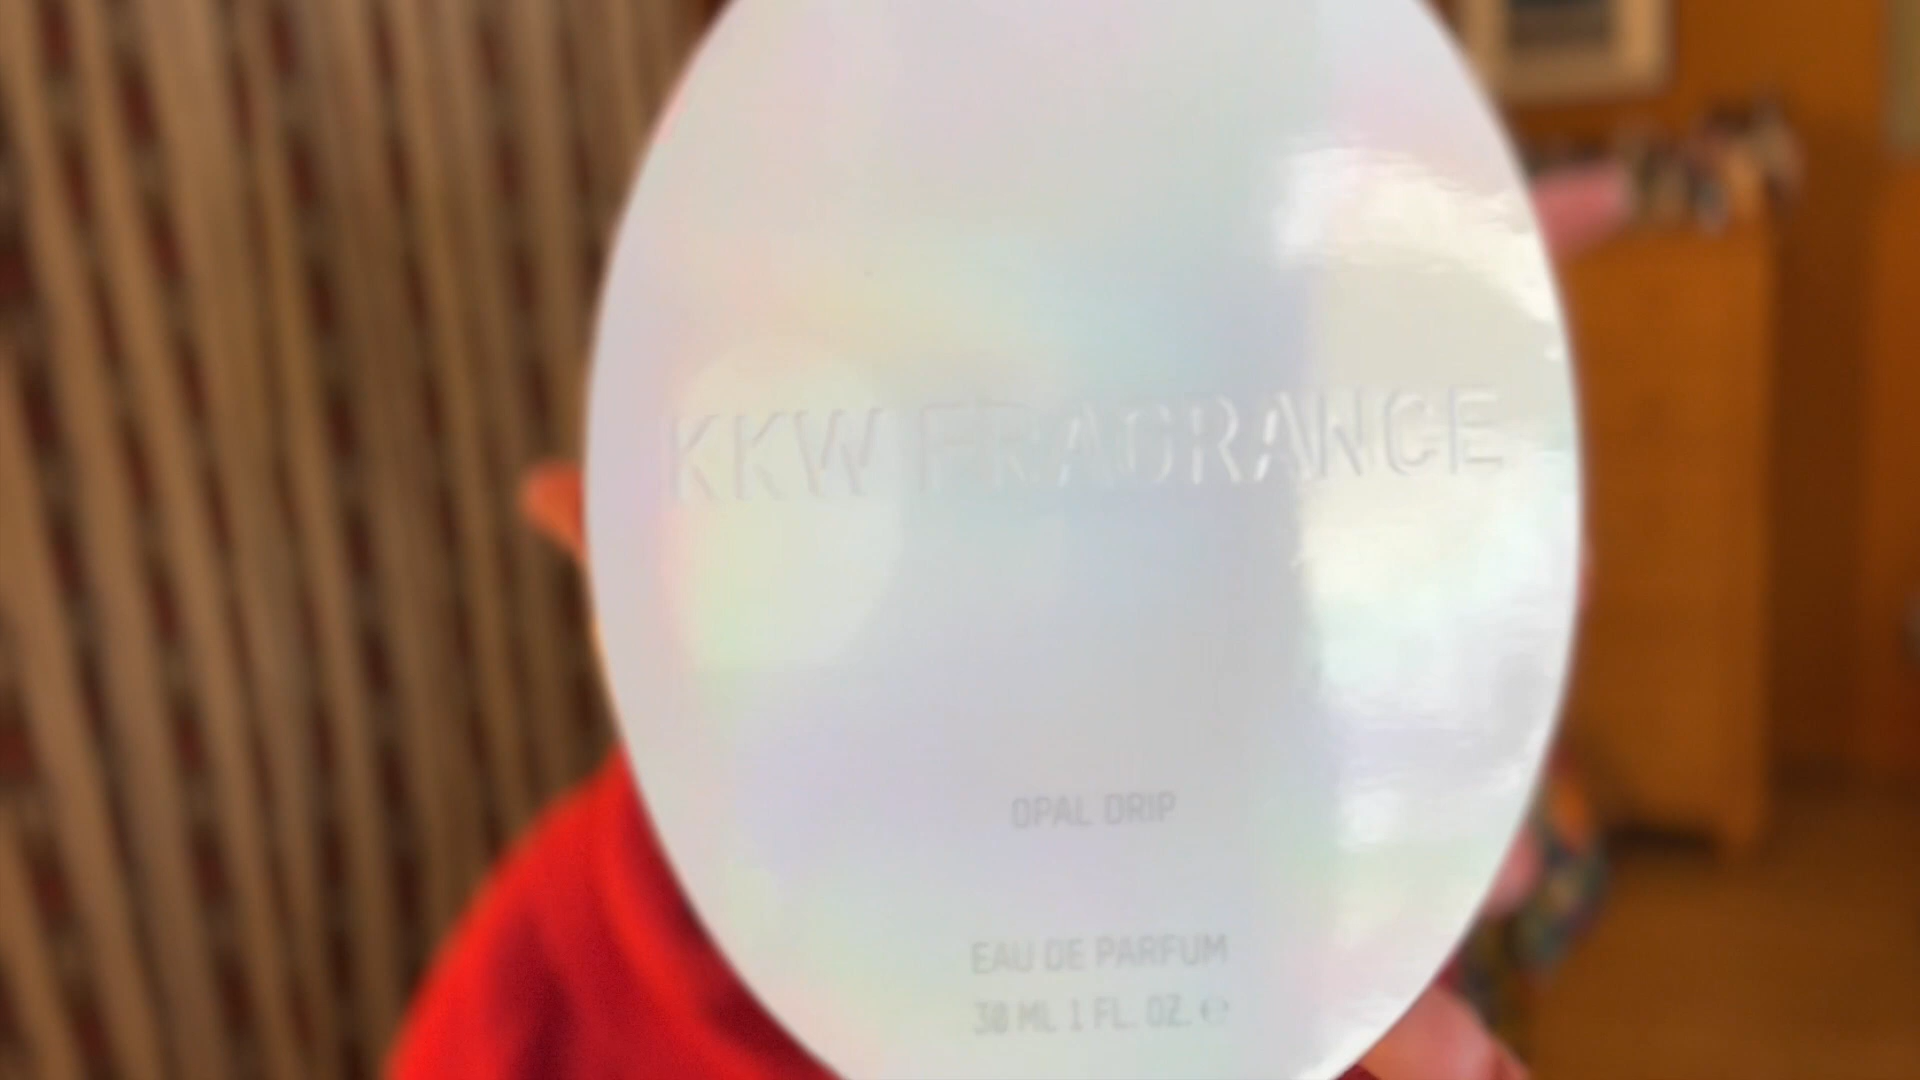 KKW FRAGRANCE
OPAL DRIP
EAU DE PARFUM
30 ML 1 FL. OZ. ℮